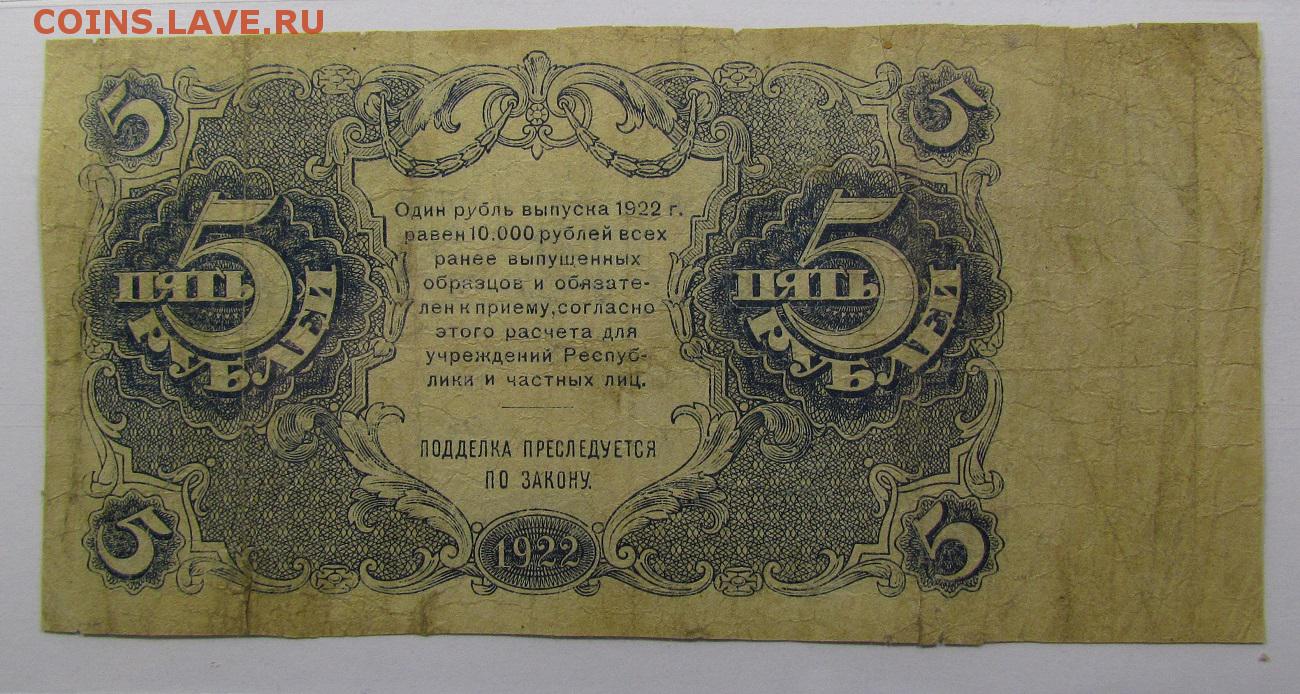 COINS.LAVE.RU
5
5
5
ПЯТЬ
РУБЛЕЙ
Один рубль выпуска 1922 г.
равен 10.000 рублей всех
ранее выпущенных
образцов и обязате-
лен к приему, согласно
этого расчета для
учреждений Респуб-
лики и частных лиц.
ПОДДЕЛКА ПРЕСЛЕДУЕТСЯ
ПО ЗАКОНУ.
5
ПЯТЬ
РУБЛЕЙ
5
1922
5